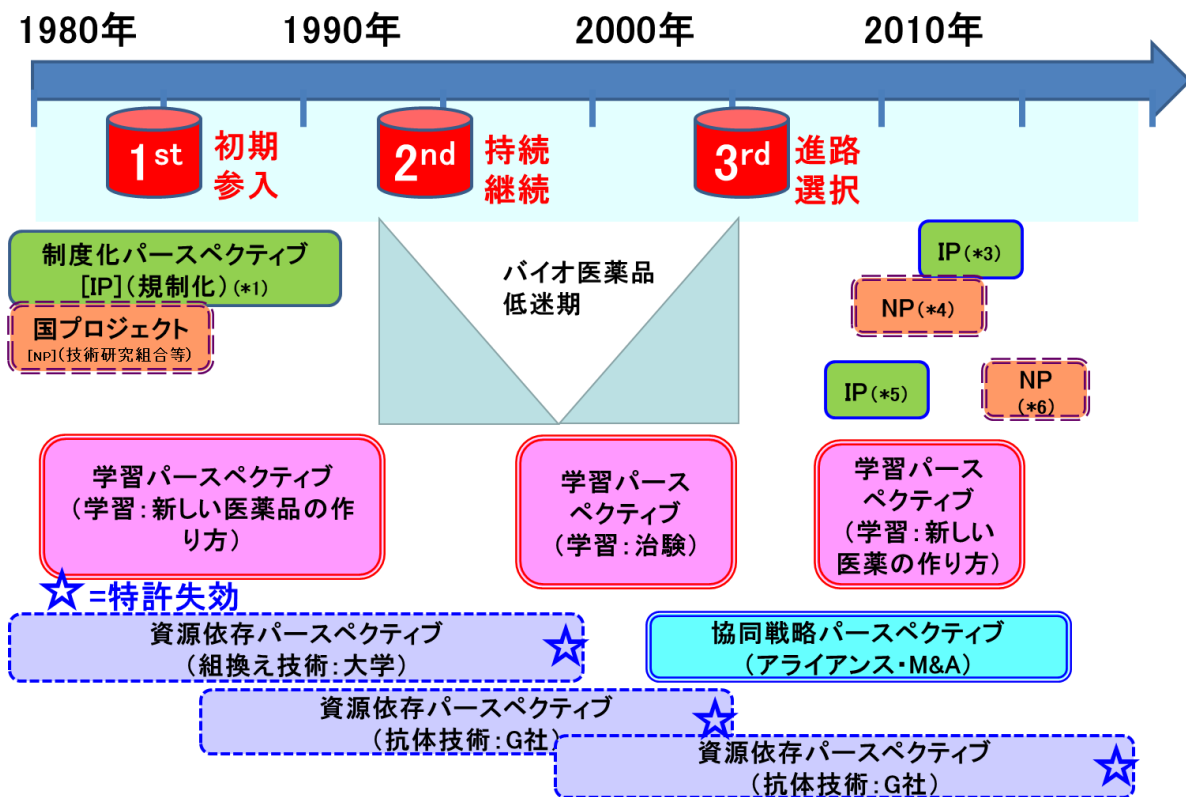 1980年
1990年
2000年
2010年
1st
初期
参入
2nd
持続
継続
3rd
進路
選択
制度化パースペクティブ
[IP](規制化)(*1)
国プロジェクト
[NP](技術研究組合等)
バイオ医薬品
低迷期
IP(*3)
NP(*4)
IP(*5)
NP
(*6)
学習パースペクティブ
(学習:新しい医薬品の作
り方)
学習パース
ペクティブ
(学習:治験)
学習パース
ペクティブ
(学習:新しい
医薬の作り方)
☆=特許失効
資源依存パースペクティブ
(組換え技術:大学)
協同戦略パースペクティブ
(アライアンス・M&A)
資源依存パースペクティブ
(抗体技術:G社)
資源依存パースペクティブ
(抗体技術:G社)